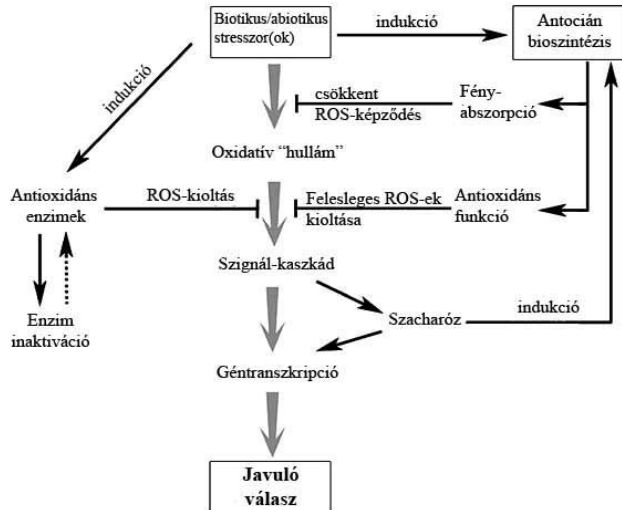 Biotikus/abiotikus
stresszor(ok)
indukció
Antocián
bioszintézis
indukció
csökkent
ROS-képződés
Fény-
abszorpció
Oxidatív “hullám”
Antioxidáns
enzimek
ROS-kioltás
Felesleges ROS-ek
kioltása
Antioxidáns
funkció
Szignál-kaszkád
Enzim
inaktiváció
Szacharóz
indukció
Géntranszkripció
Javuló
válasz